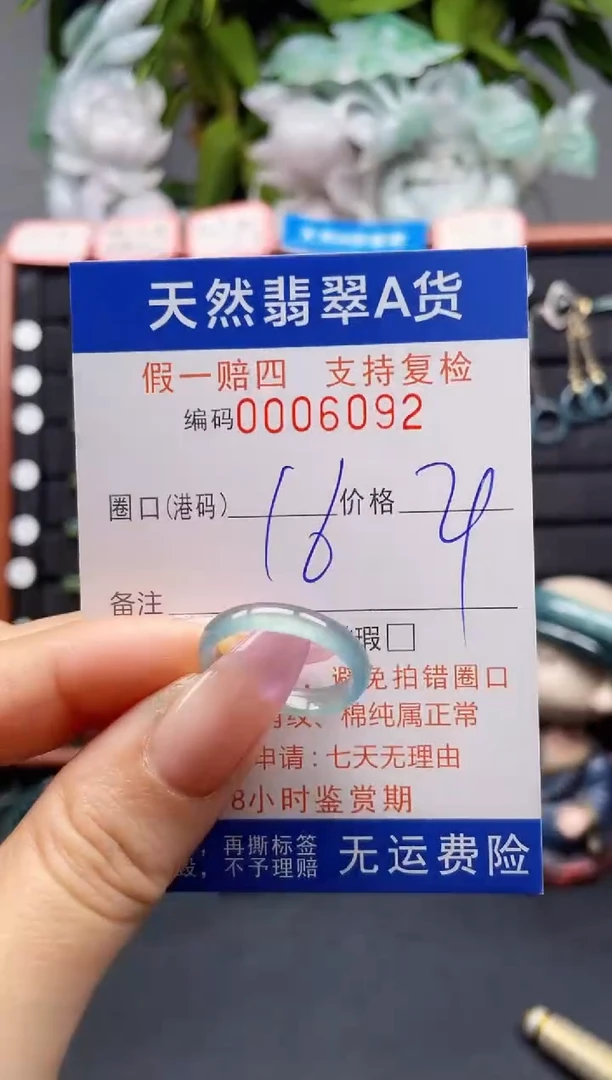 天然翡翠A货
假一赔四 支持复检
编码0006092
圈口(港码) 16 价格 24
备注
瑕□
避免拍错圈口
纹、棉纯属正常
申请:七天无理由
8小时鉴赏期
,再撕标签
毁,不予理赔
无运费险